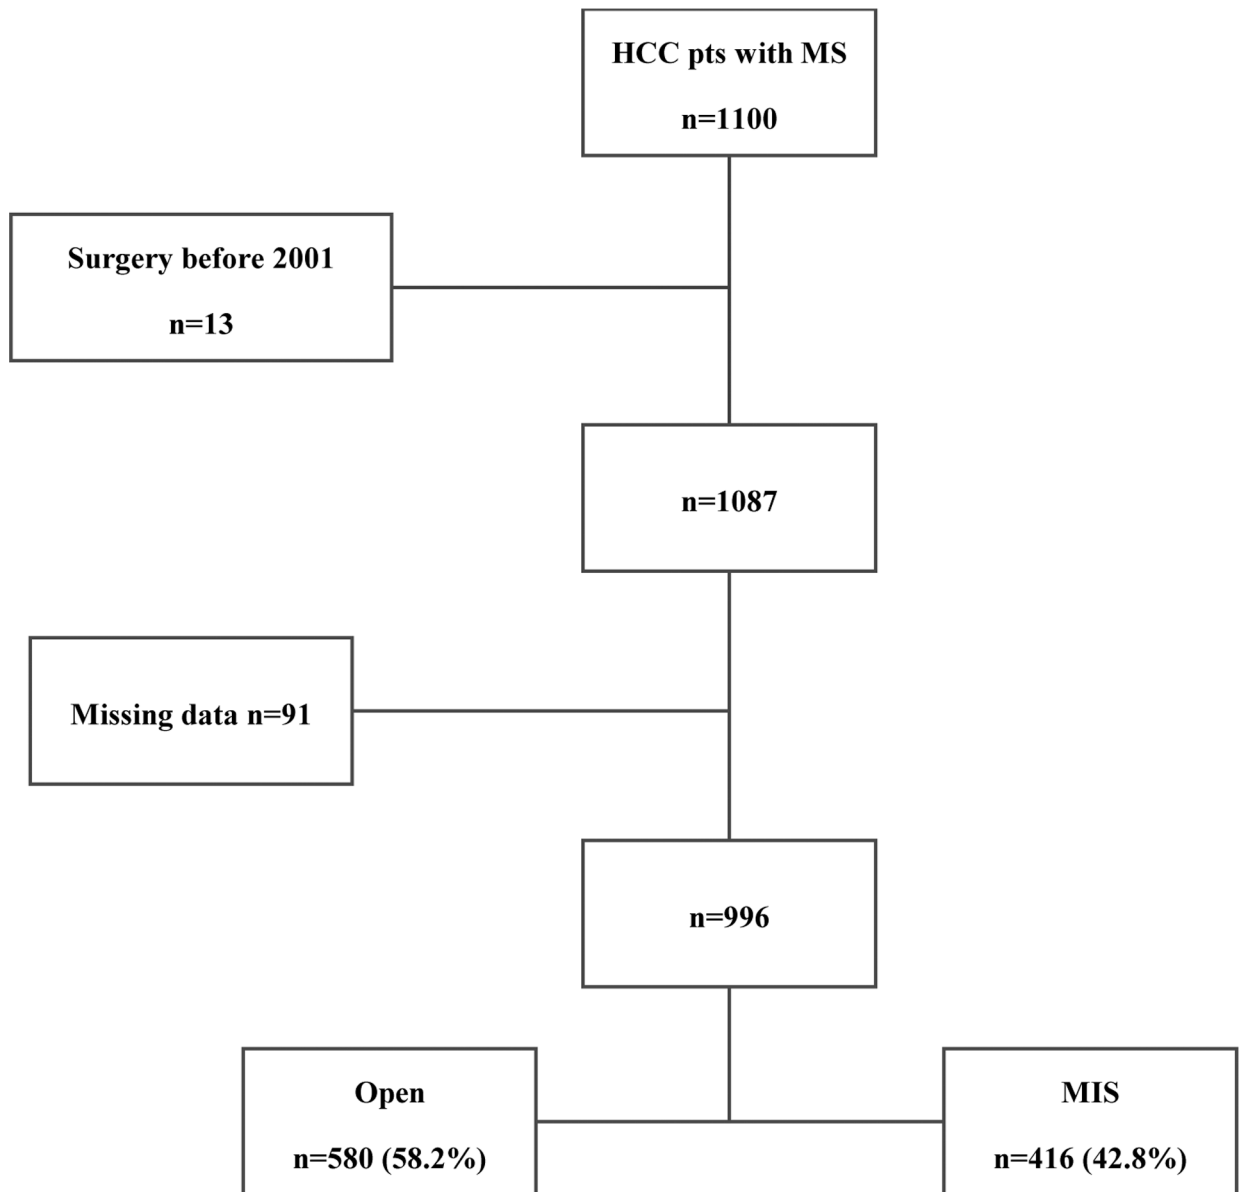 HCC pts with MS
n=1100
Surgery before 2001
n=13
n=1087
Missing data n=91
n=996
Open
n=580 (58.2%)
MIS
n=416 (42.8%)